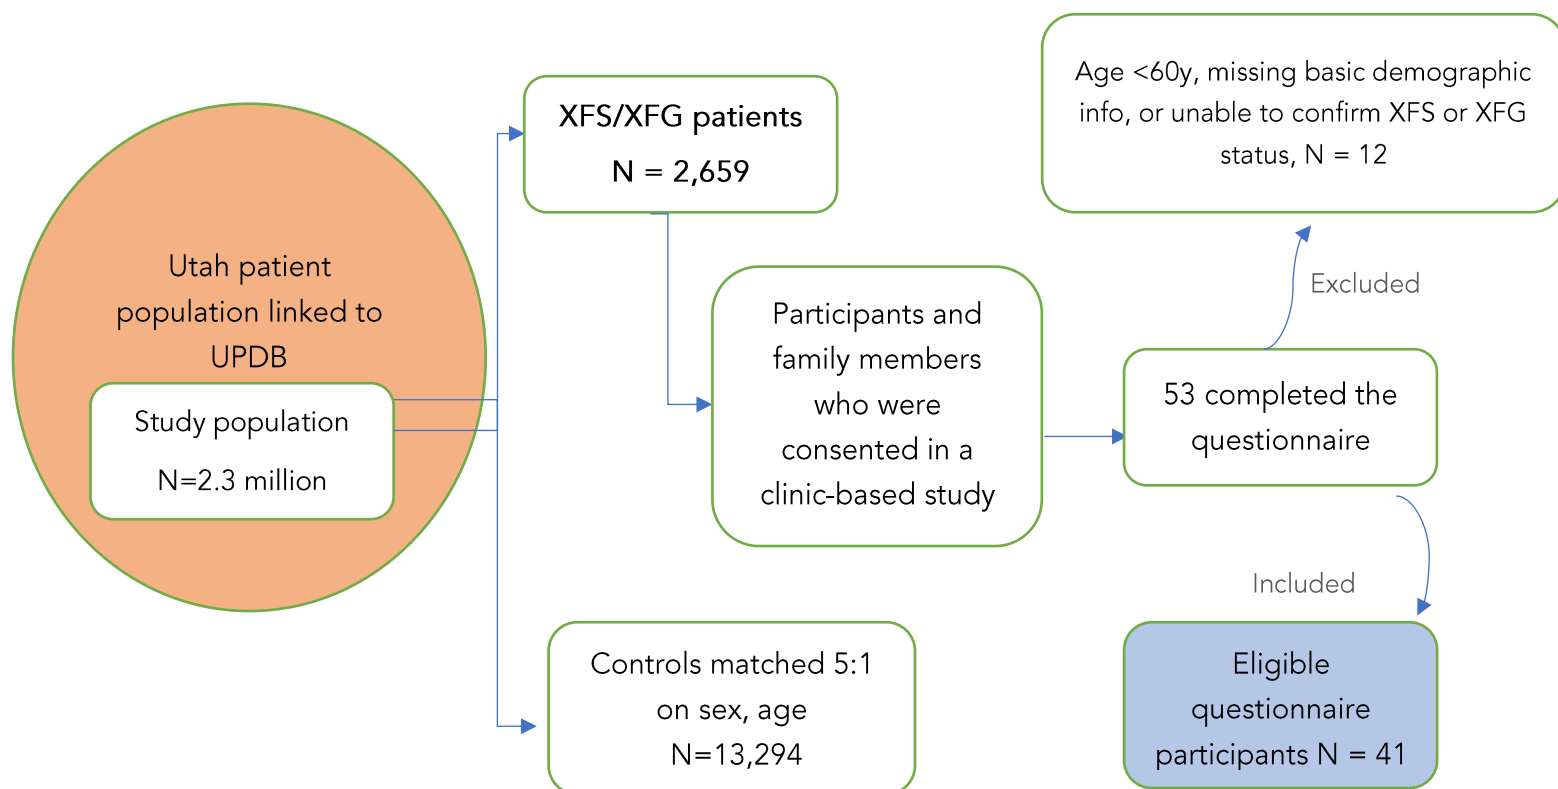 Utah patient
population linked to
UPDB
Study population
N=2.3 million
XFS/XFG patients
N = 2,659
Controls matched 5:1
on sex, age
N=13,294
Participants and
family members
who were
consented in a
clinic-based study
53 completed the
questionnaire
Excluded
Age <60y, missing basic demographic
info, or unable to confirm XFS or XFG
status, N = 12
Included
Eligible
questionnaire
participants N = 41